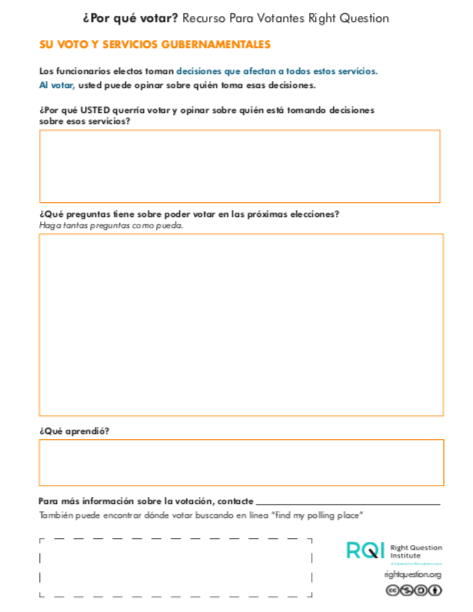 ¿Por qué votar? Recurso Para Votantes Right Question
SU VOTO Y SERVICIOS GUBERNAMENTALES
Los funcionarios electos toman decisiones que afectan a todos estos servicios.
Al votar, usted puede opinar sobre quién toma esas decisiones.
¿Por qué USTED querría votar y opinar sobre quién está tomando decisiones
sobre esos servicios?
¿Qué preguntas tiene sobre poder votar en las próximas elecciones?
Haga tantas preguntas como pueda.
¿Qué aprendió?
Para más información sobre la votación, contacte
También puede encontrar dónde votar buscando en línea "find my polling place"
RQI Right Question
Institute
rightquestion.org